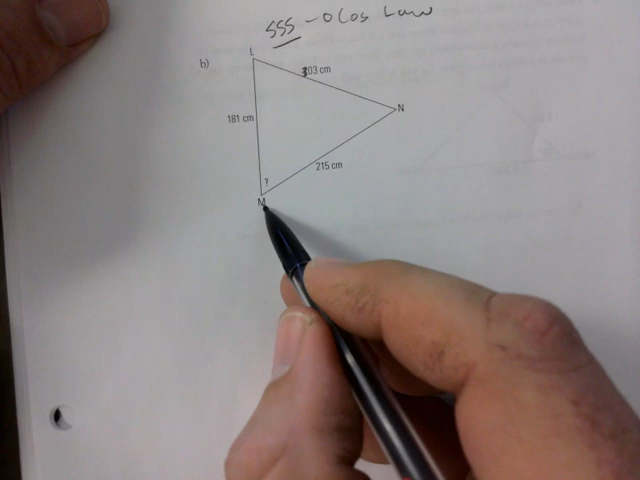 SSS → Cos Law
b)
L
303 cm
N
181 cm
215 cm
?
M